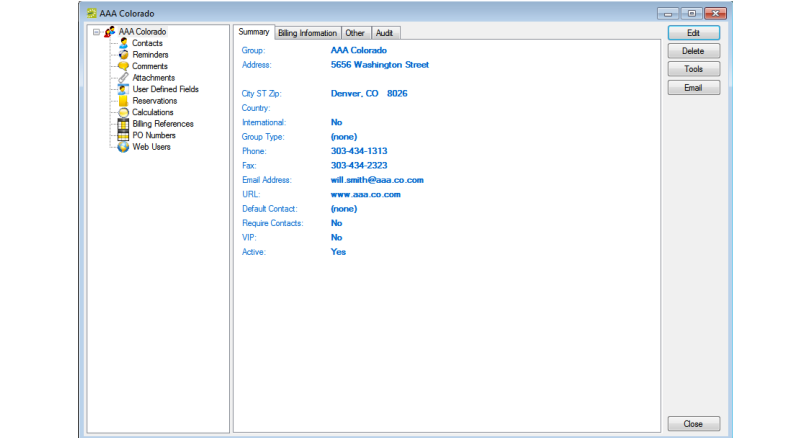 AAA Colorado
AAA Colorado
Contacts
Reminders
Comments
Attachments
User Defined Fields
Reservations
Calculations
Billing References
PO Numbers
Web Users
Summary Billing Information Other Audit
Group: AAA Colorado
Address: 5656 Washington Street
City ST Zip: Denver, CO 8026
Country:
International: No
Group Type: (none)
Phone: 303-434-1313
Fax: 303-434-2323
Email Address: will.smith@aaa.co.com
URL: www.aaa.co.com
Default Contact: (none)
Require Contacts: No
VIP: No
Active: Yes
Edit
Delete
Tools
Email
Close